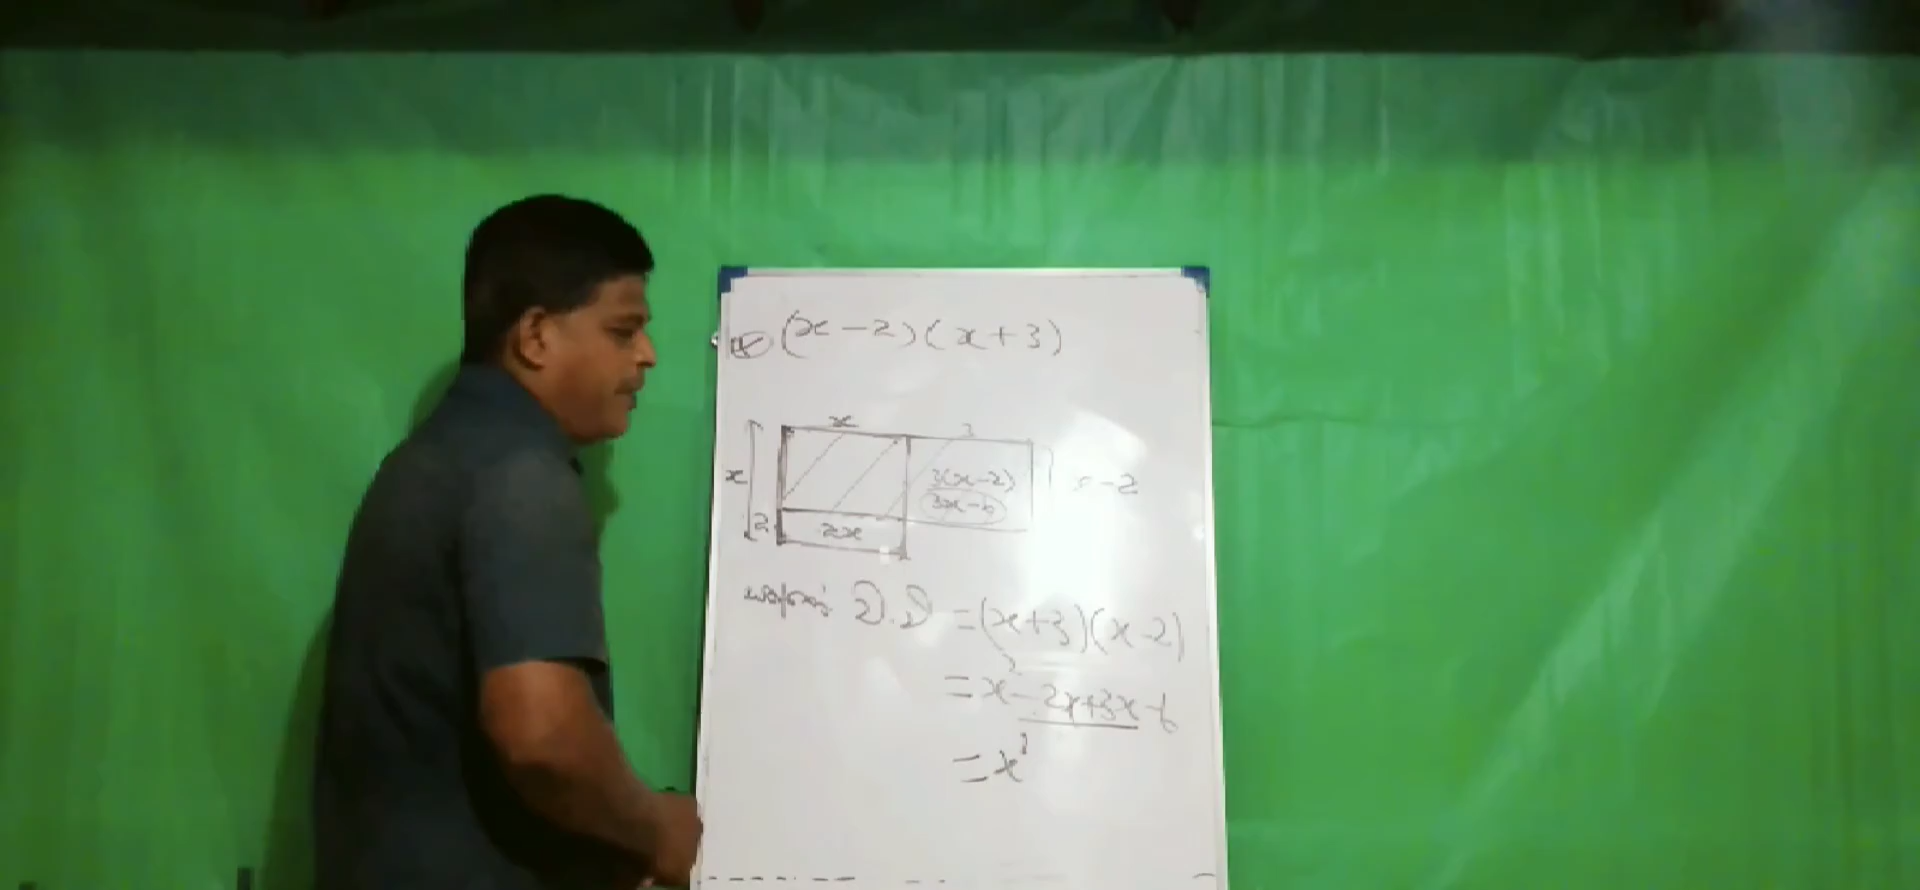 (x-2)(x+3)
x 3
x 3(x-2) -2
3x-6
2 2x
= (x+3)(x-2)
= x² - 2x+3x-6
= x²